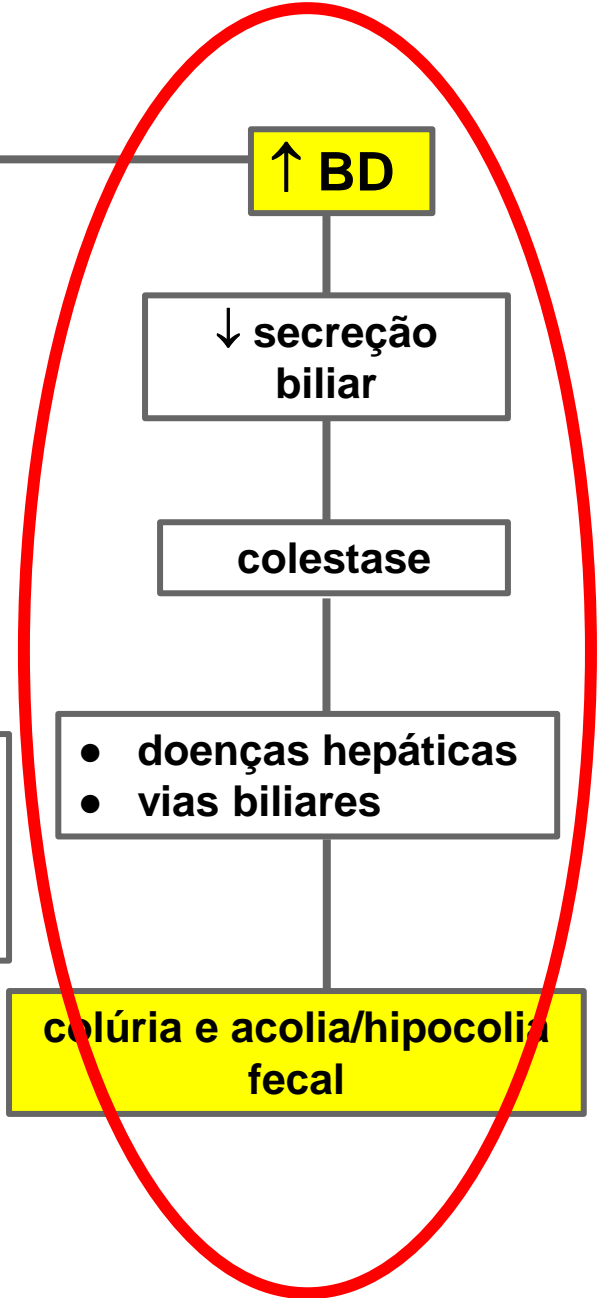 ↑ BD
↓ secreção
biliar
colestase
● doenças hepáticas
● vias biliares
colúria e acolia/hipocolia
fecal